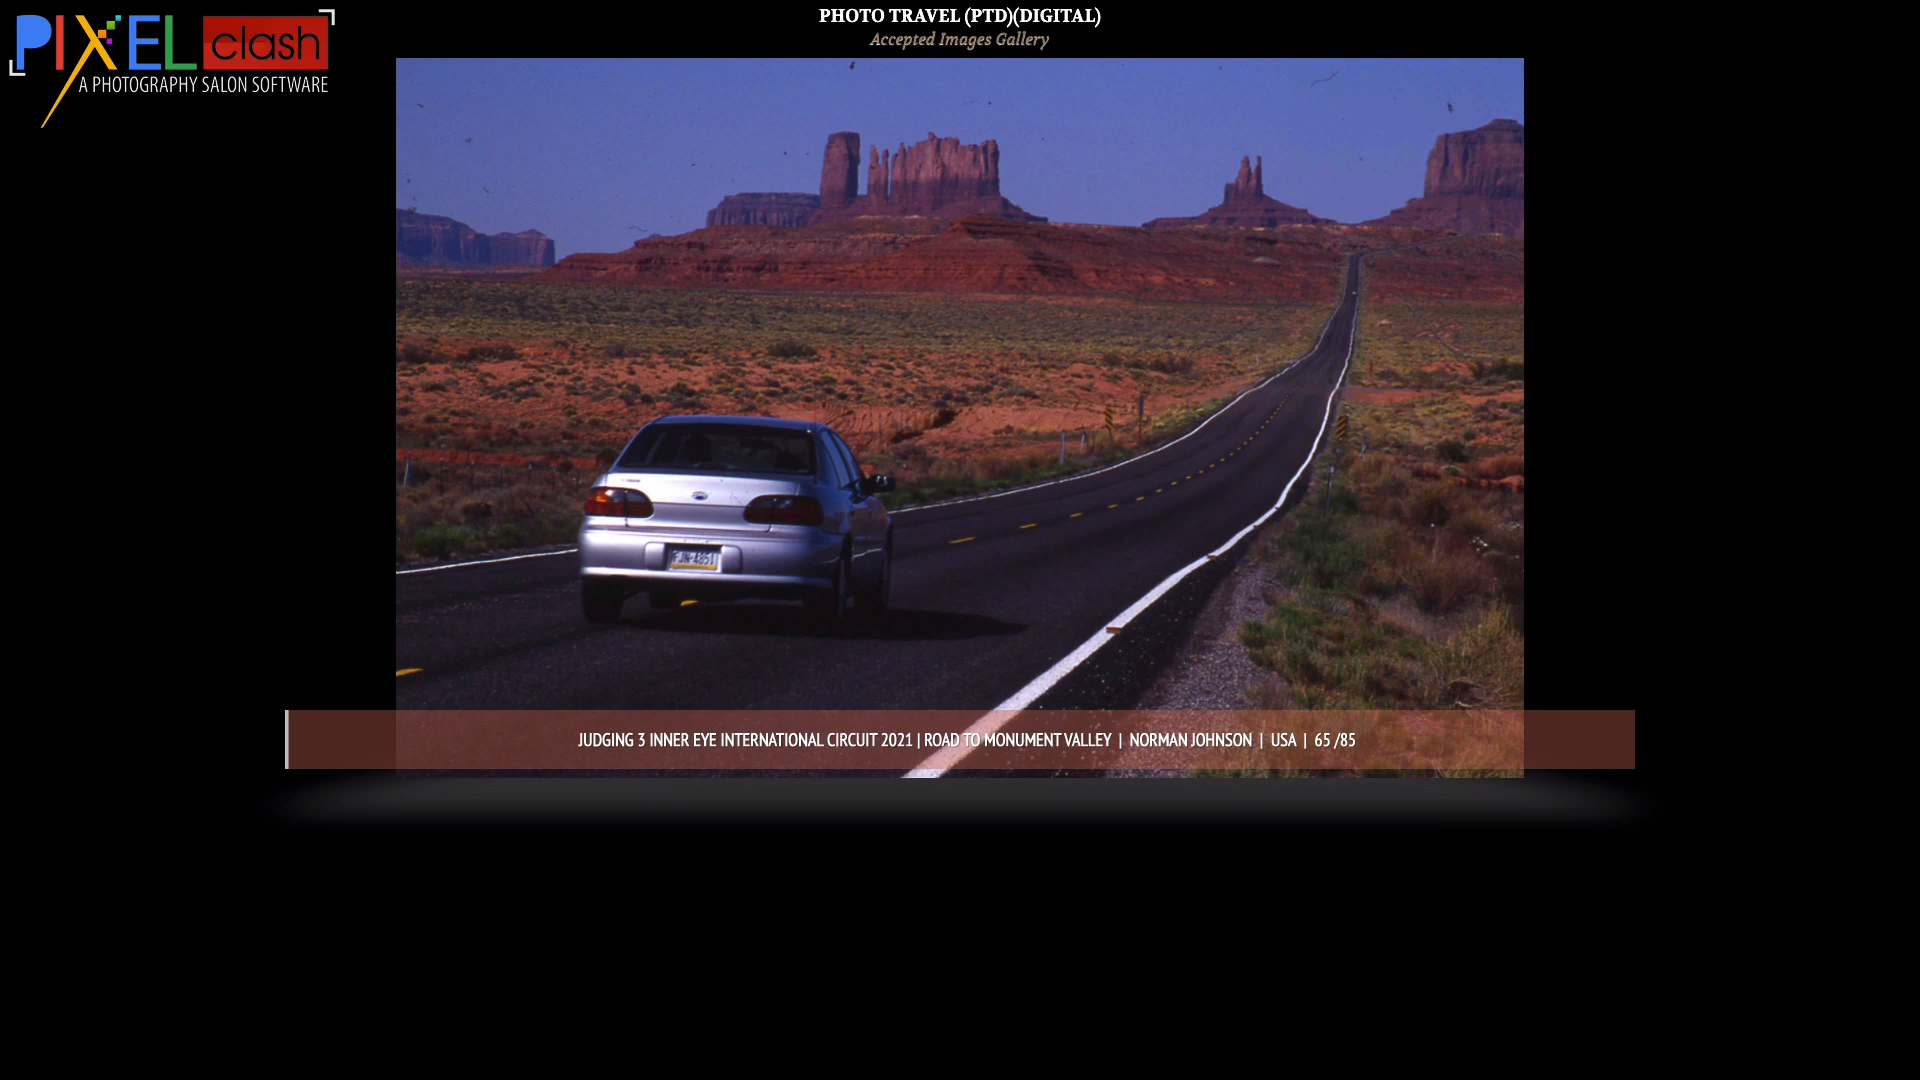 PIXEL clash
A PHOTOGRAPHY SALON SOFTWARE
PHOTO TRAVEL (PTD)(DIGITAL)
Accepted Images Gallery
JUDGING 3 INNER EYE INTERNATIONAL CIRCUIT 2021 | ROAD TO MONUMENT VALLEY | NORMAN JOHNSON | USA | 65 /85